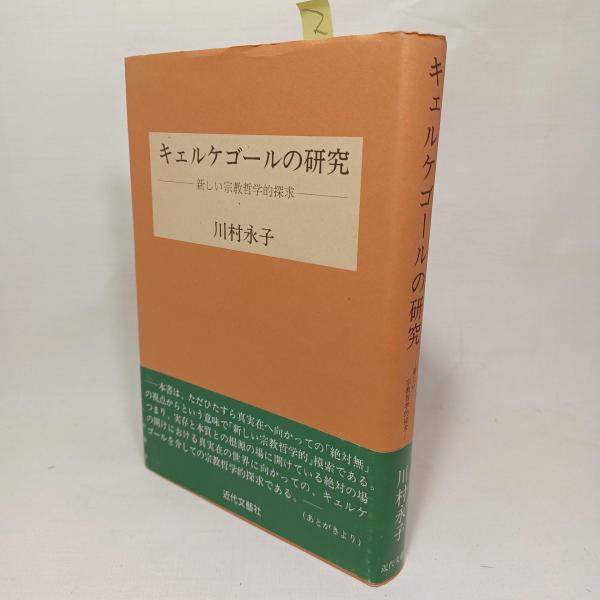 キェルケゴールの研究
新しい宗教哲学的探求
川村永子
──本書は、ただひたすら真実在へ向かっての「絶対無」
の視点からという意味で「新しい宗教哲学的」模索である。
つまり、実存と本質との根源の場に開けている絶対の場
の開けにおける真実在の世界に向かっての、キェルケ
ゴールを介しての宗教哲学的探求である。──
(あとがきより)
近代文藝社
キェルケゴールの研究
宗教哲学的探求
川村永子
近代文